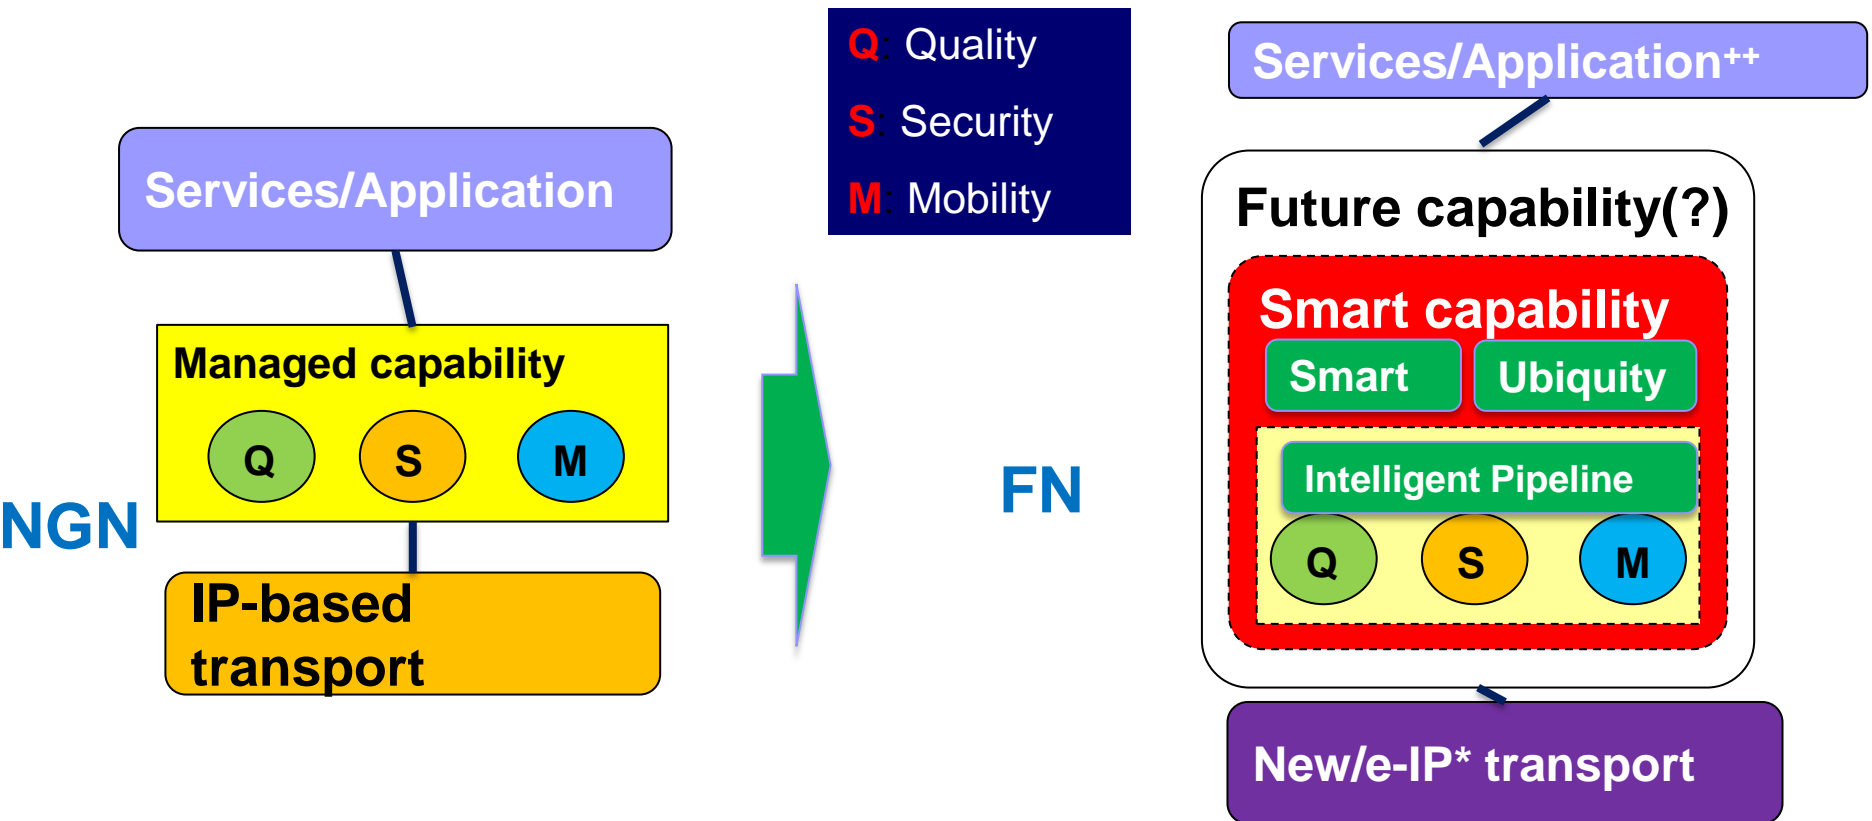 Q: Quality
S: Security
M: Mobility
Services/Application
Managed capability
Q S M
NGN
IP-based
transport
FN
Services/Application++
Future capability(?)
Smart capability
Smart Ubiquity
Intelligent Pipeline
Q S M
New/e-IP* transport